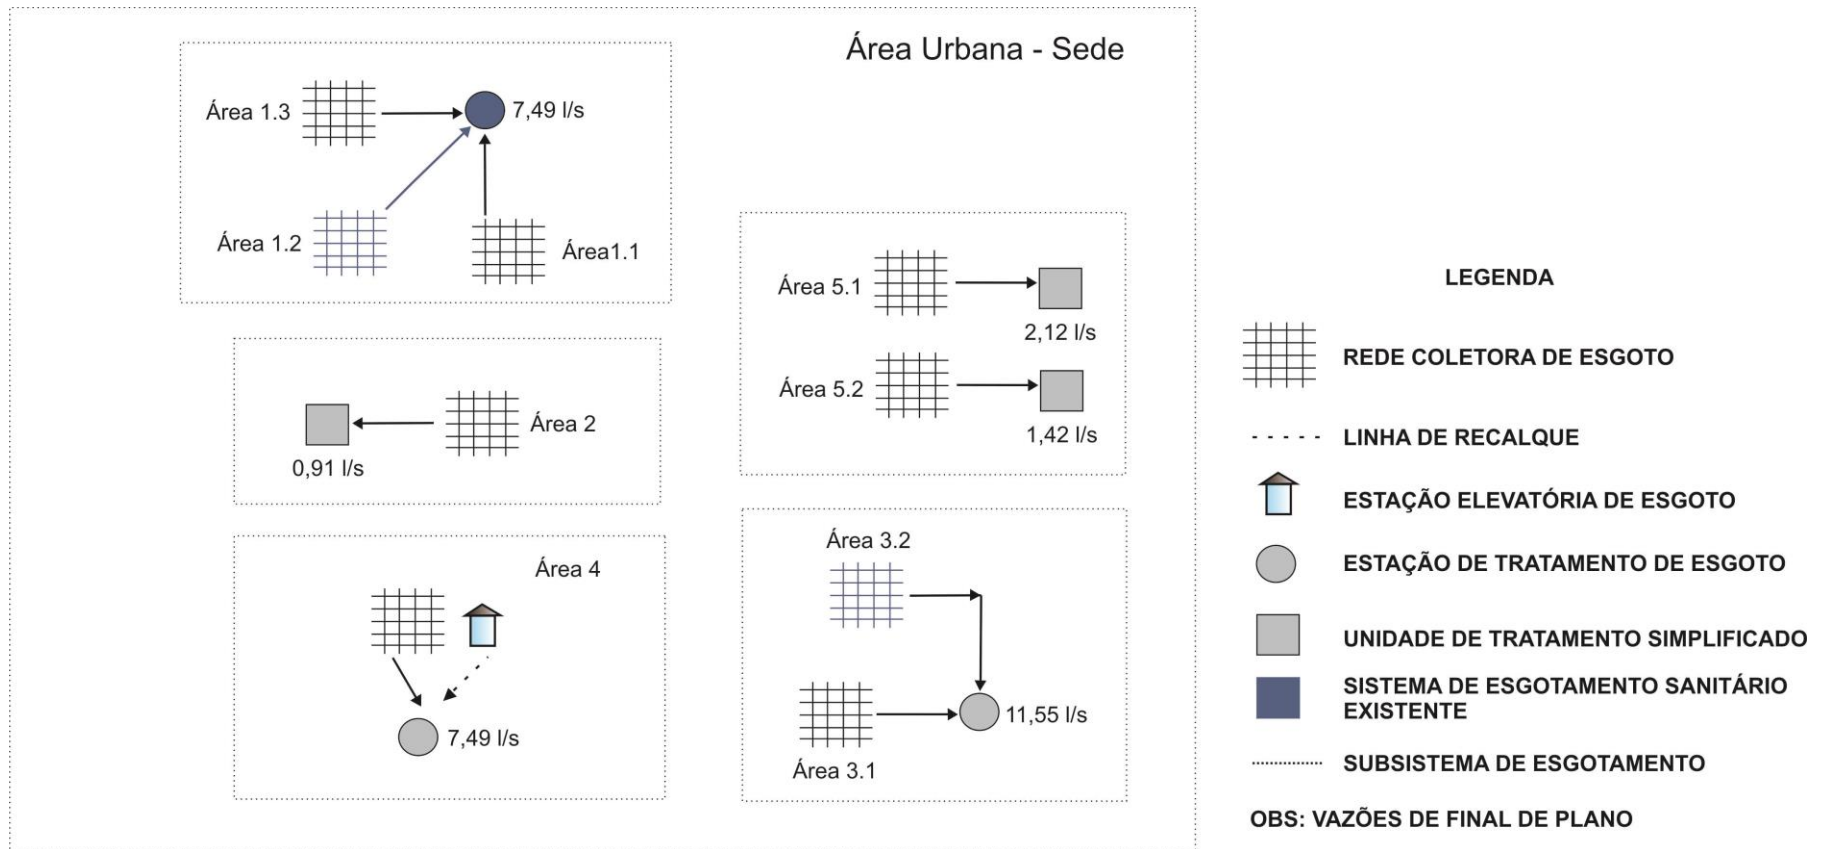 Área Urbana - Sede
Área 1.3
7,49 l/s
Área 1.2
Área1.1
Área 5.1
2,12 l/s
Área 5.2
1,42 l/s
Área 2
0,91 l/s
Área 4
7,49 l/s
Área 3.2
11,55 l/s
Área 3.1
LEGENDA
REDE COLETORA DE ESGOTO
LINHA DE RECALQUE
ESTAÇÃO ELEVATÓRIA DE ESGOTO
ESTAÇÃO DE TRATAMENTO DE ESGOTO
UNIDADE DE TRATAMENTO SIMPLIFICADO
SISTEMA DE ESGOTAMENTO SANITÁRIO
EXISTENTE
SUBSISTEMA DE ESGOTAMENTO
OBS: VAZÕES DE FINAL DE PLANO